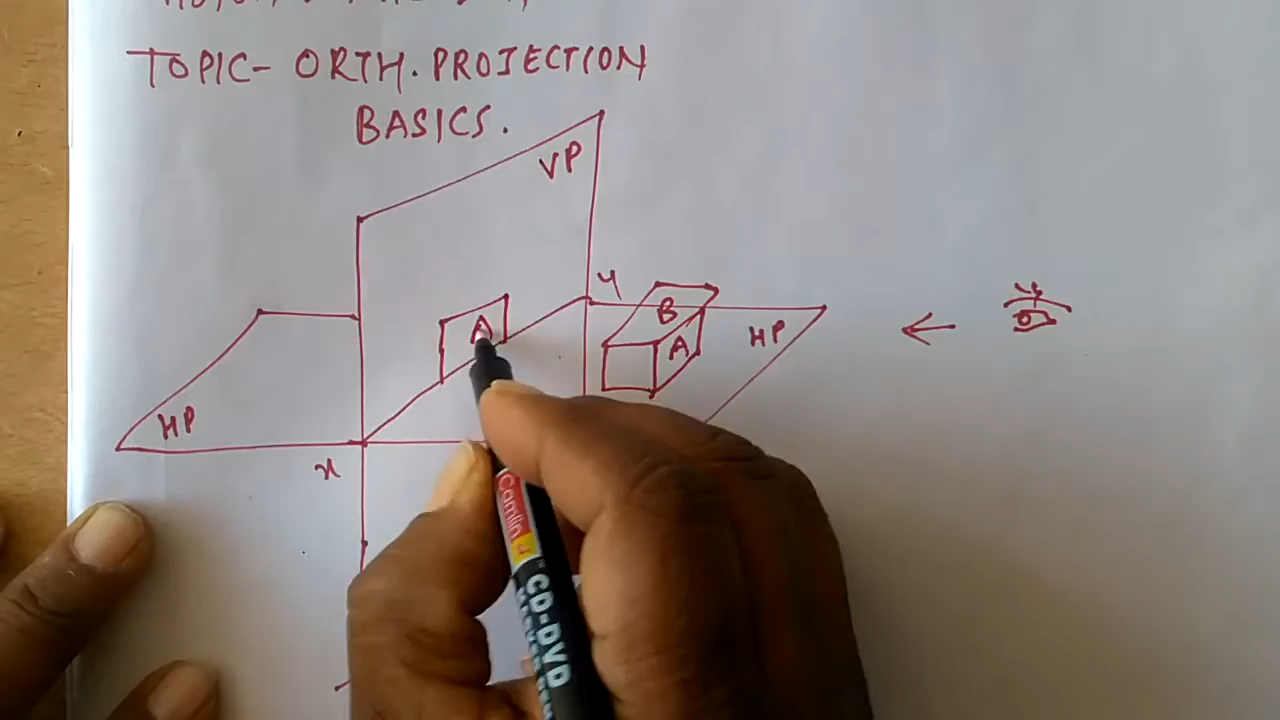 TOPIC- ORTH. PROJECTION
BASICS.
VP
y
B
A
A
HP
HP
x
Camlin
CD-DVD